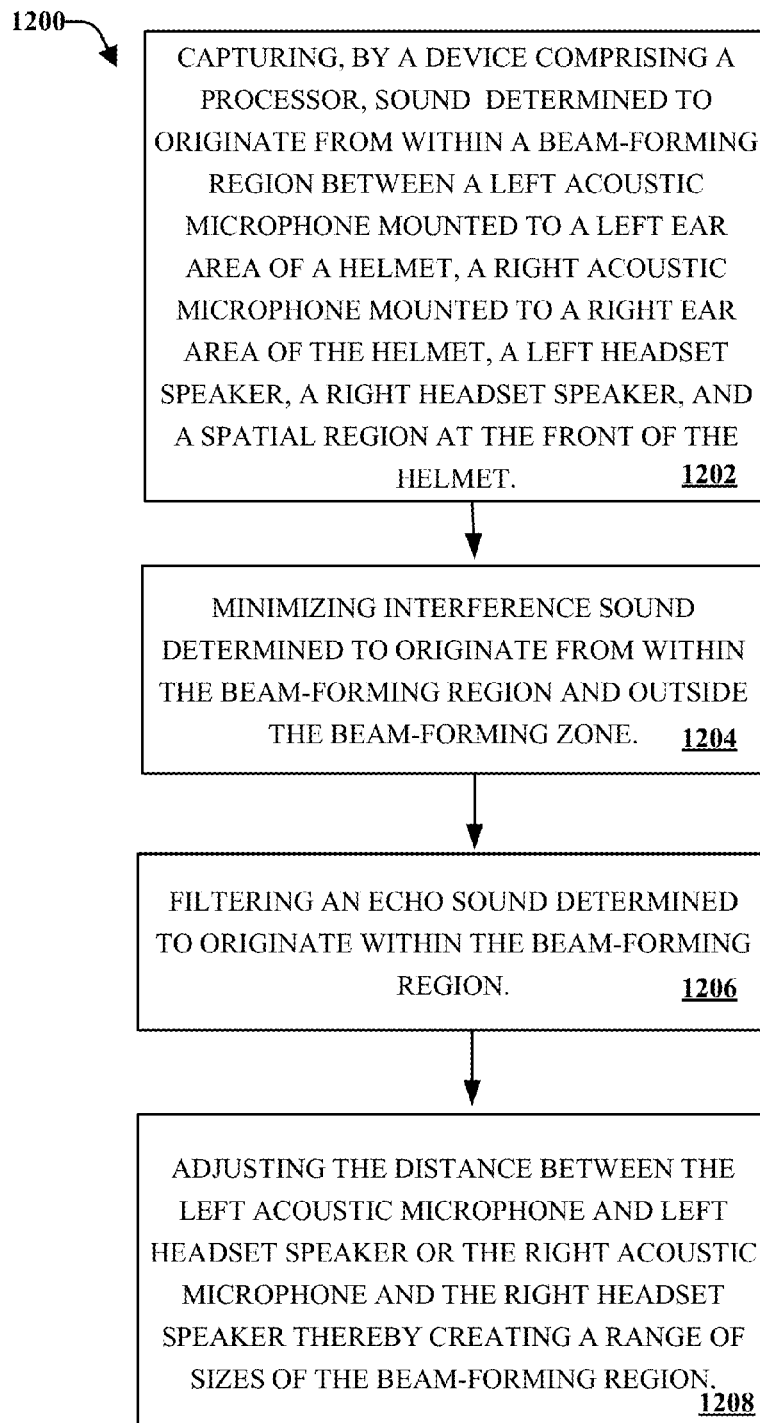 1200
CAPTURING, BY A DEVICE COMPRISING A
PROCESSOR, SOUND DETERMINED TO
ORIGINATE FROM WITHIN A BEAM-FORMING
REGION BETWEEN A LEFT ACOUSTIC
MICROPHONE MOUNTED TO A LEFT EAR
AREA OF A HELMET, A RIGHT ACOUSTIC
MICROPHONE MOUNTED TO A RIGHT EAR
AREA OF THE HELMET, A LEFT HEADSET
SPEAKER, A RIGHT HEADSET SPEAKER, AND
A SPATIAL REGION AT THE FRONT OF THE
HELMET. 1202
MINIMIZING INTERFERENCE SOUND
DETERMINED TO ORIGINATE FROM WITHIN
THE BEAM-FORMING REGION AND OUTSIDE
THE BEAM-FORMING ZONE. 1204
FILTERING AN ECHO SOUND DETERMINED
TO ORIGINATE WITHIN THE BEAM-FORMING
REGION. 1206
ADJUSTING THE DISTANCE BETWEEN THE
LEFT ACOUSTIC MICROPHONE AND LEFT
HEADSET SPEAKER OR THE RIGHT ACOUSTIC
MICROPHONE AND THE RIGHT HEADSET
SPEAKER THEREBY CREATING A RANGE OF
SIZES OF THE BEAM-FORMING REGION.
1208